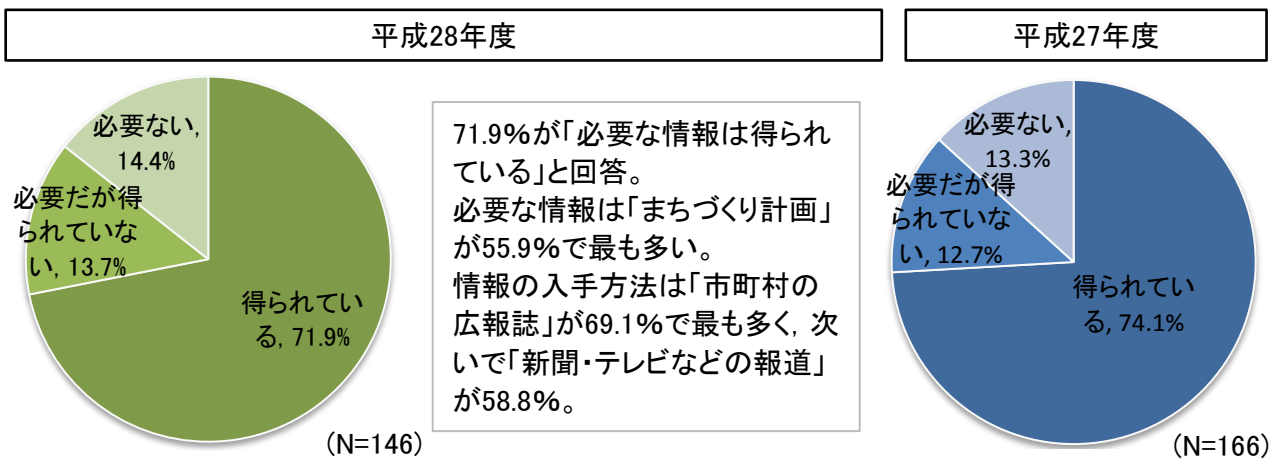 平成28年度
必要ない,
14.4%
必要だが得
られていな
い, 13.7%
得られてい
る, 71.9%
(N=146)
71.9%が「必要な情報は得られ
ている」と回答。
必要な情報は「まちづくり計画」
が55.9%で最も多い。
情報の入手方法は「市町村の
広報誌」が69.1%で最も多く, 次
いで「新聞・テレビなどの報道」
が58.8%。
平成27年度
必要ない,
13.3%
必要だが得
られていな
い, 12.7%
得られてい
る, 74.1%
(N=166)